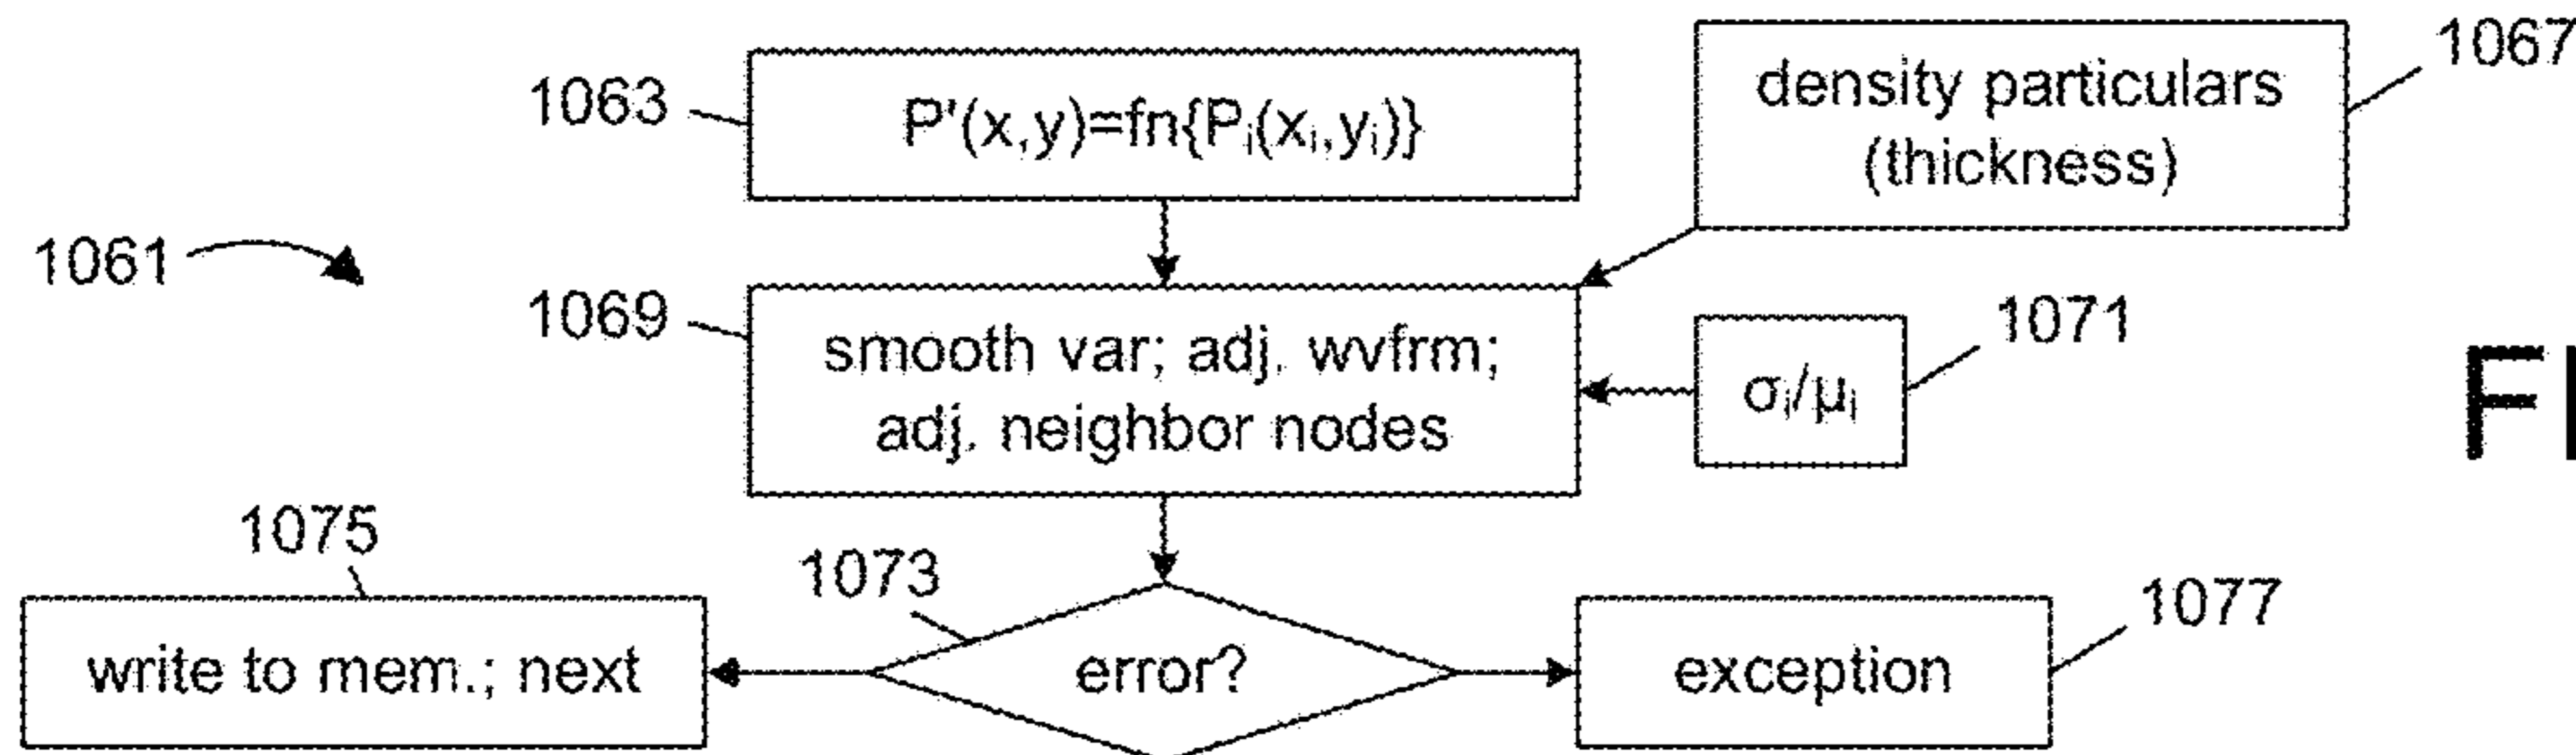 1067
density particulars
(thickness)
1063
P'(x,y)=fn{Pᵢ(xᵢ,yᵢ)}
1061
1069
smooth var; adj. wvfrm;
adj. neighbor nodes
1071
σᵢ/μᵢ
1075
1073
1077
write to mem.; next
error?
exception